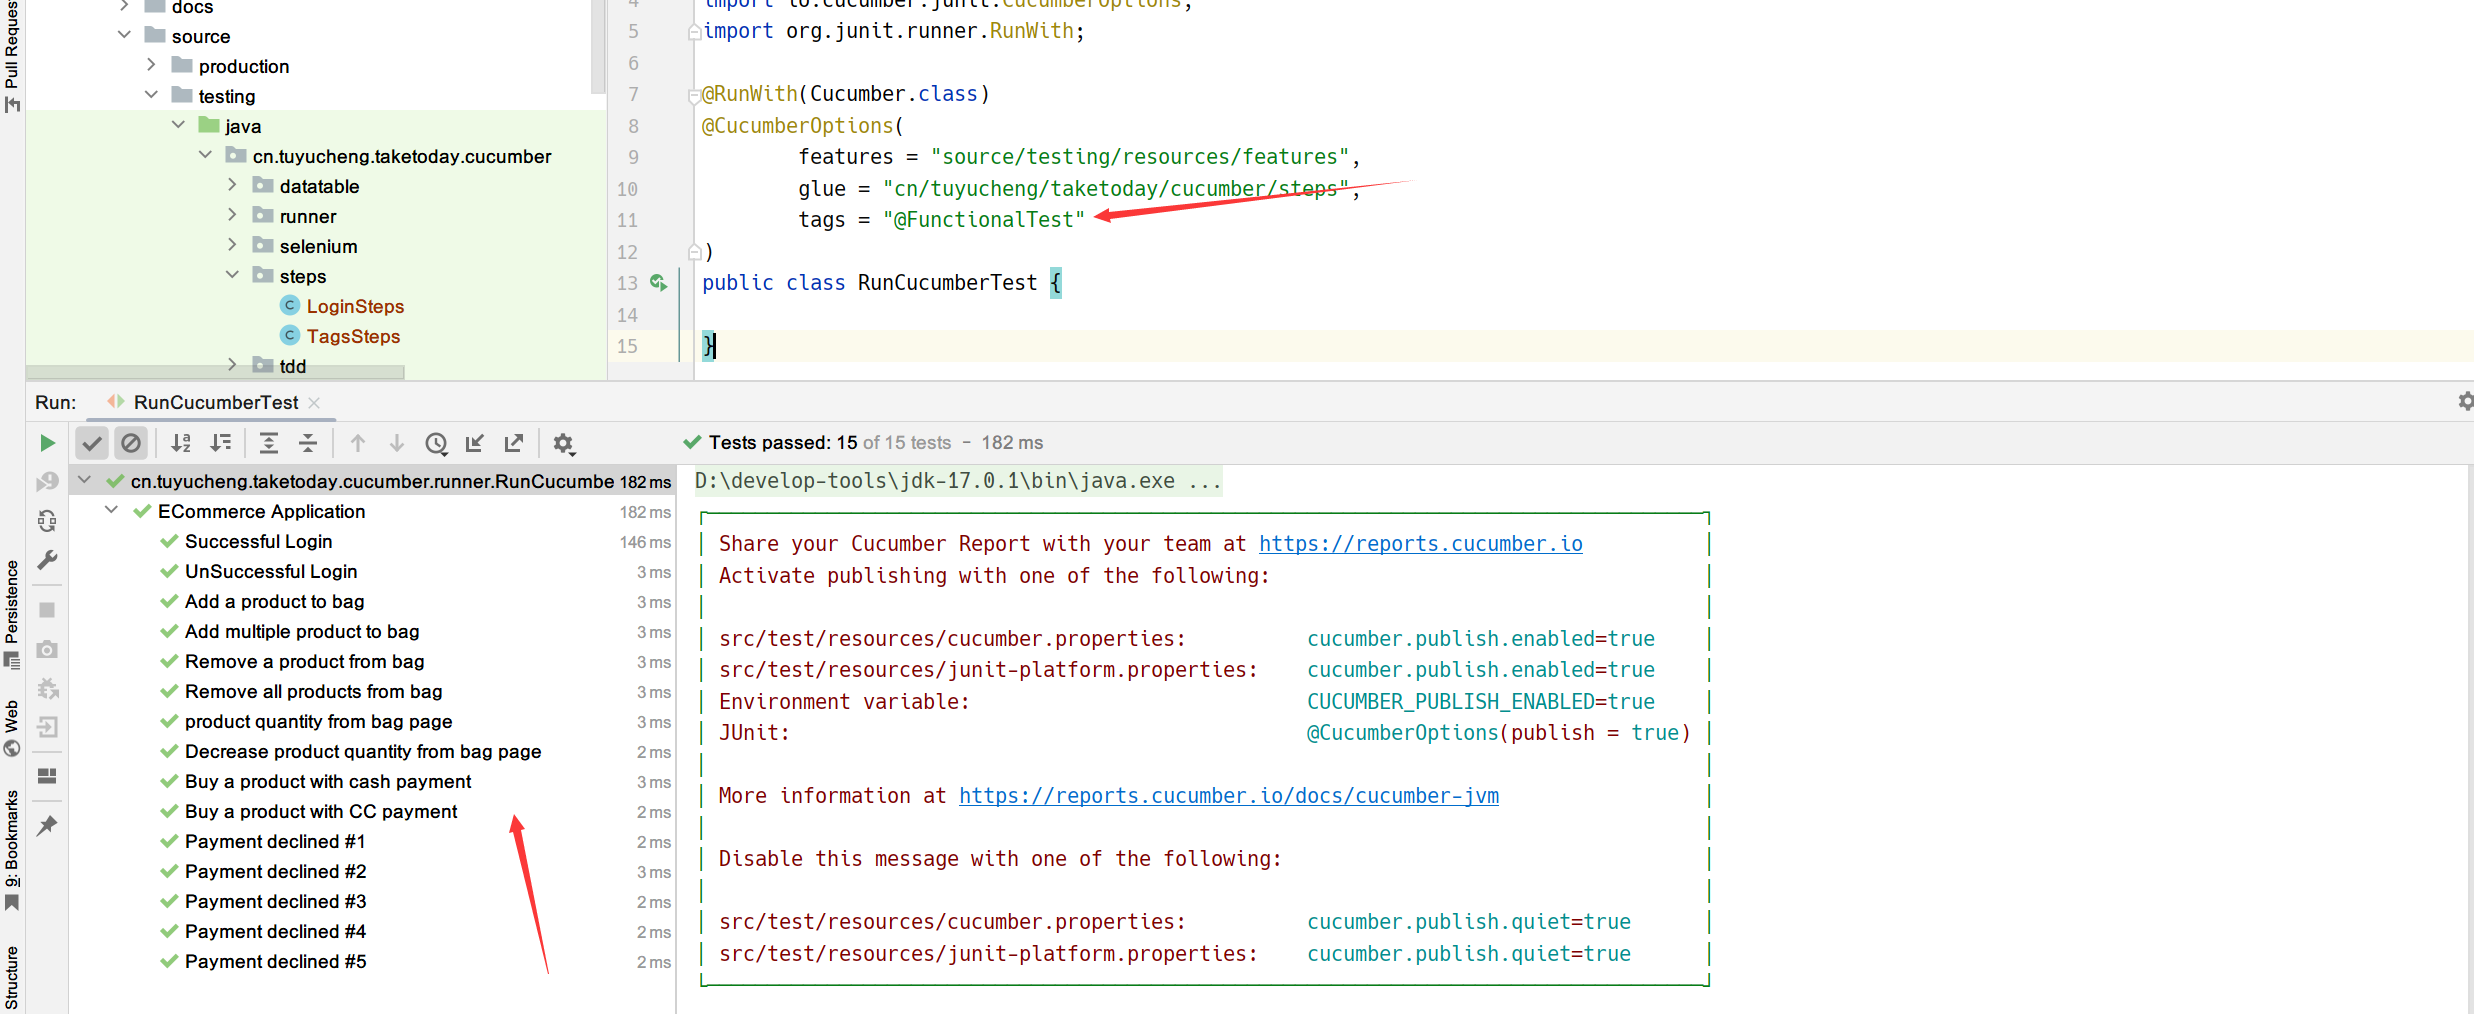 docs
source
production
testing
java
cn.tuyucheng.taketoday.cucumber
datatable
runner
selenium
steps
LoginSteps
TagsSteps
tdd
Pull Request
4 import io.cucumber.junit.CucumberOptions;
5 import org.junit.runner.RunWith;
6
7 @RunWith(Cucumber.class)
8 @CucumberOptions(
9 features = "source/testing/resources/features",
10 glue = "cn/tuyucheng/taketoday/cucumber/steps",
11 tags = "@FunctionalTest"
12 )
13 public class RunCucumberTest {
14
15 }
Run: RunCucumberTest
Tests passed: 15 of 15 tests – 182 ms
cn.tuyucheng.taketoday.cucumber.runner.RunCucumbe 182 ms
ECommerce Application 182 ms
Successful Login 146 ms
UnSuccessful Login 3 ms
Add a product to bag 3 ms
Add multiple product to bag 3 ms
Remove a product from bag 3 ms
Remove all products from bag 3 ms
product quantity from bag page 3 ms
Decrease product quantity from bag page 2 ms
Buy a product with cash payment 3 ms
Buy a product with CC payment 2 ms
Payment declined #1 2 ms
Payment declined #2 3 ms
Payment declined #3 2 ms
Payment declined #4 2 ms
Payment declined #5 2 ms
Persistence
Web
9: Bookmarks
Structure
D:\develop-tools\jdk-17.0.1\bin\java.exe ...
Share your Cucumber Report with your team at https://reports.cucumber.io
Activate publishing with one of the following:
src/test/resources/cucumber.properties: cucumber.publish.enabled=true
src/test/resources/junit-platform.properties: cucumber.publish.enabled=true
Environment variable: CUCUMBER_PUBLISH_ENABLED=true
JUnit: @CucumberOptions(publish = true)
More information at https://reports.cucumber.io/docs/cucumber-jvm
Disable this message with one of the following:
src/test/resources/cucumber.properties: cucumber.publish.quiet=true
src/test/resources/junit-platform.properties: cucumber.publish.quiet=true